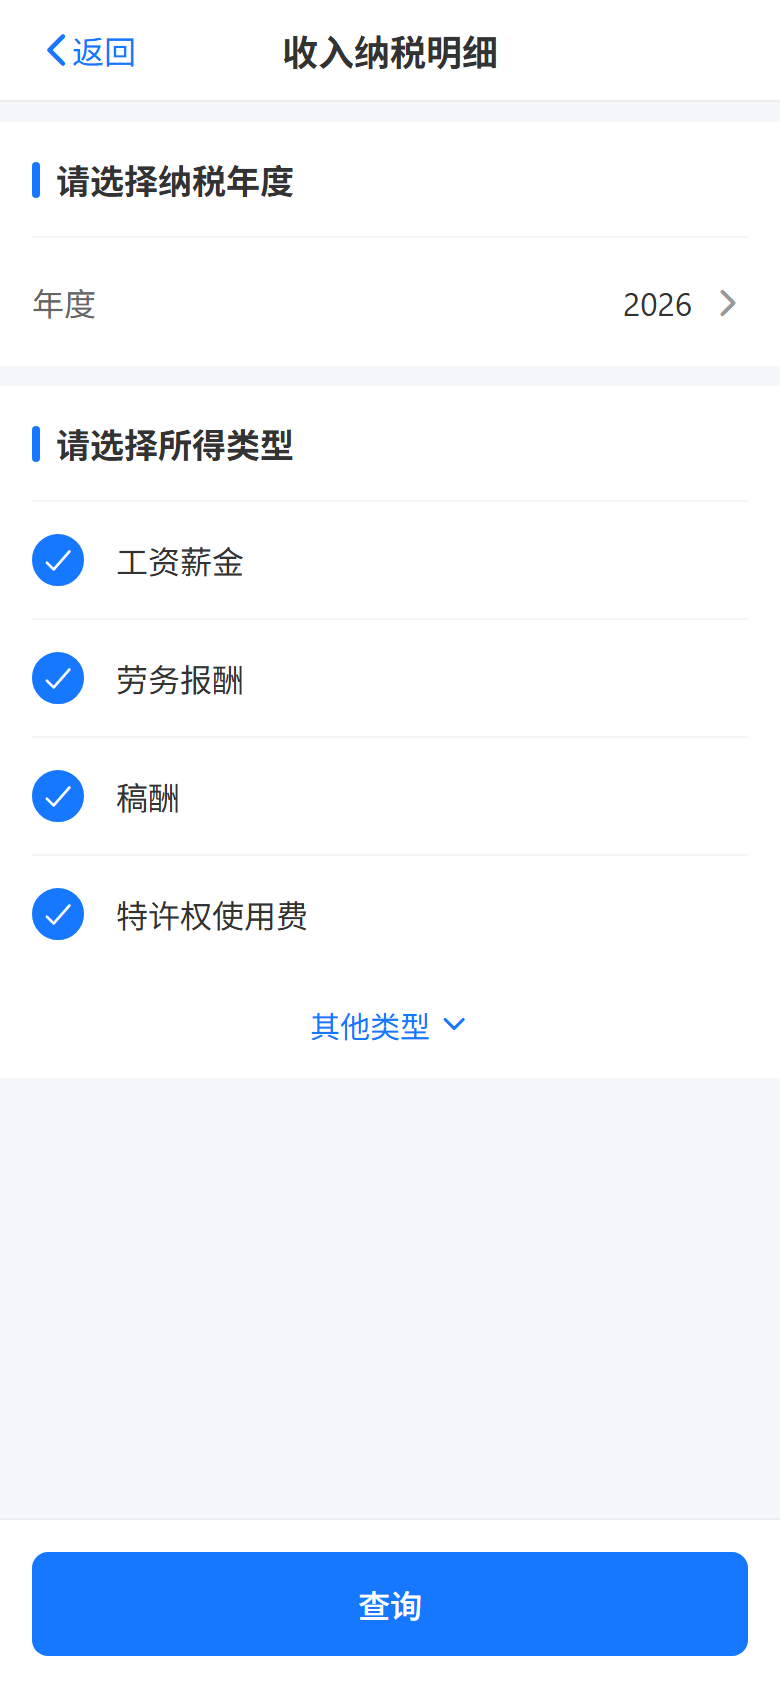 返回
收入纳税明细
请选择纳税年度
年度 2026
请选择所得类型
工资薪金
劳务报酬
稿酬
特许权使用费
其他类型
查询